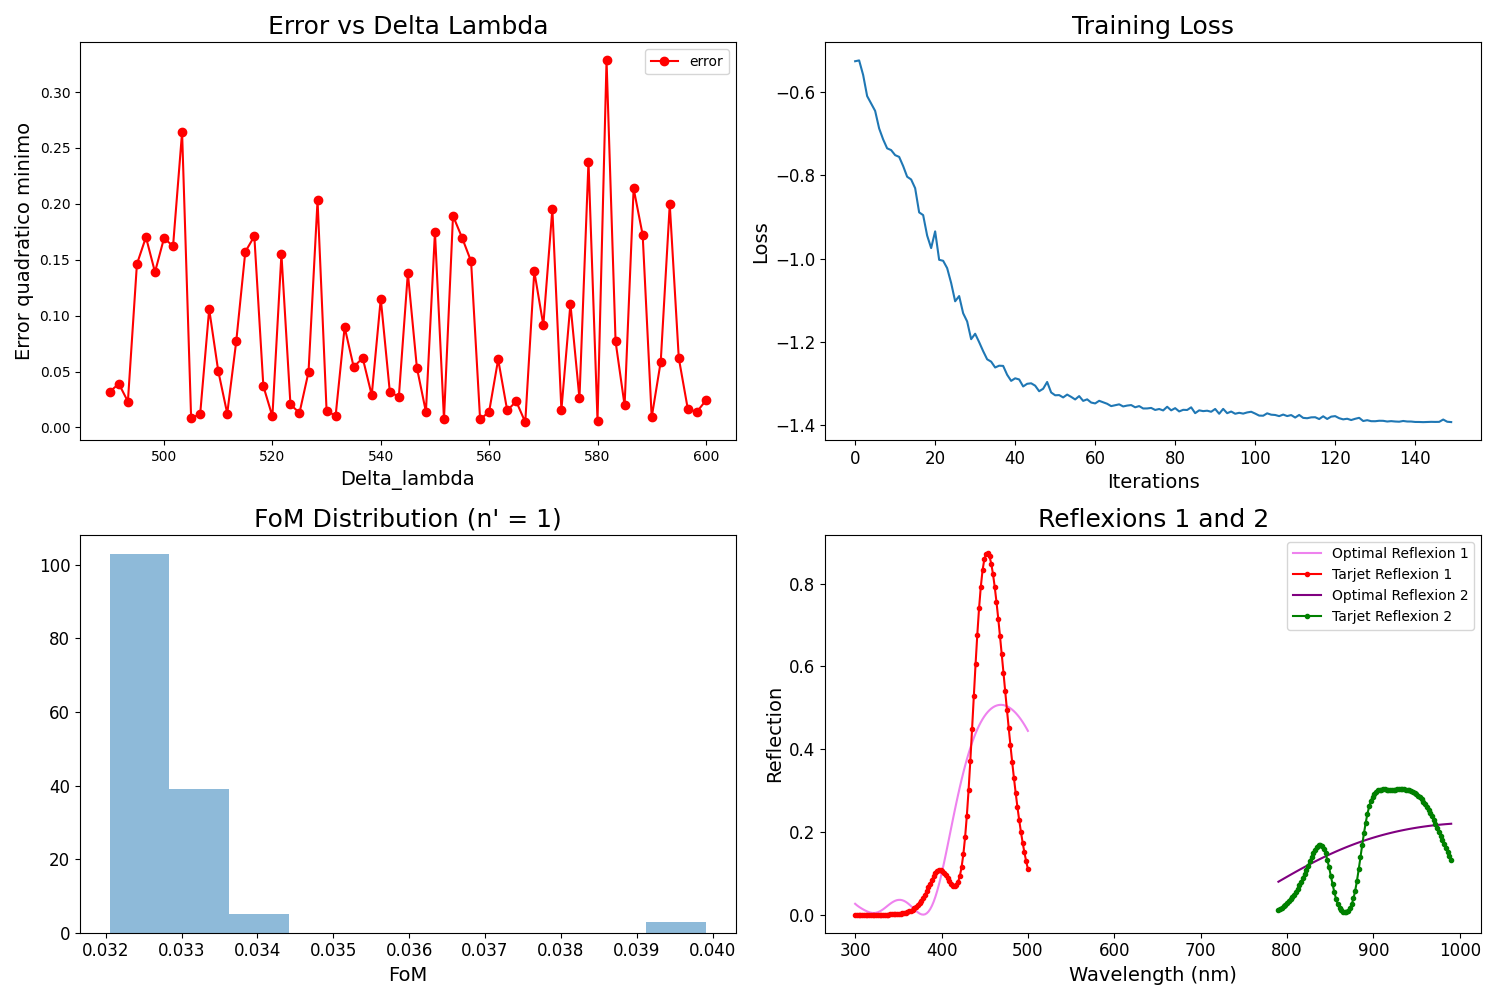 Error vs Delta Lambda
error
Error quadratico minimo
0.30
0.25
0.20
0.15
0.10
0.05
0.00
500 520 540 560 580 600
Delta_lambda
Training Loss
Loss
−0.6
−0.8
−1.0
−1.2
−1.4
0 20 40 60 80 100 120 140
Iterations
FoM Distribution (n' = 1)
100
80
60
40
20
0
0.032 0.033 0.034 0.035 0.036 0.037 0.038 0.039 0.040
FoM
Reflexions 1 and 2
Optimal Reflexion 1
Tarjet Reflexion 1
Optimal Reflexion 2
Tarjet Reflexion 2
Reflection
0.8
0.6
0.4
0.2
0.0
300 400 500 600 700 800 900 1000
Wavelength (nm)